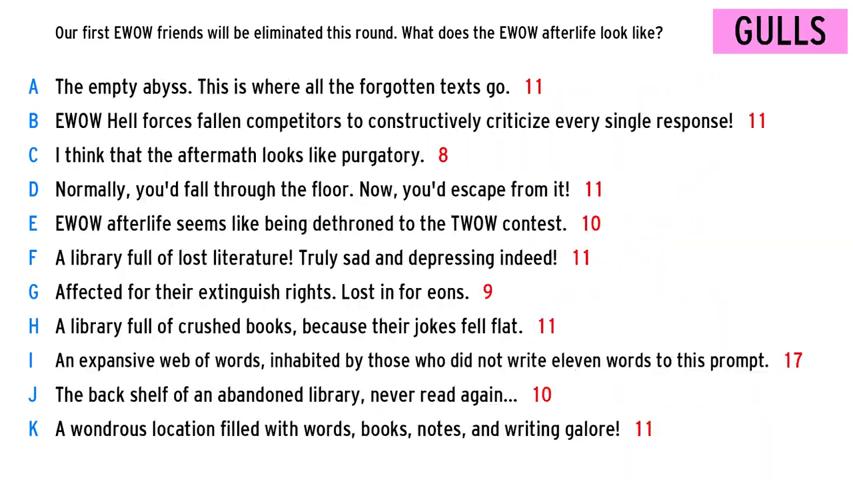 Our first EWOW friends will be eliminated this round. What does the EWOW afterlife look like?
GULLS
A The empty abyss. This is where all the forgotten texts go. 11
B EWOW Hell forces fallen competitors to constructively criticize every single response! 11
C I think that the aftermath looks like purgatory. 8
D Normally, you'd fall through the floor. Now, you'd escape from it! 11
E EWOW afterlife seems like being dethroned to the TWOW contest. 10
F A library full of lost literature! Truly sad and depressing indeed! 11
G Affected for their extinguish rights. Lost in for eons. 9
H A library full of crushed books, because their jokes fell flat. 11
I An expansive web of words, inhabited by those who did not write eleven words to this prompt. 17
J The back shelf of an abandoned library, never read again... 10
K A wondrous location filled with words, books, notes, and writing galore! 11